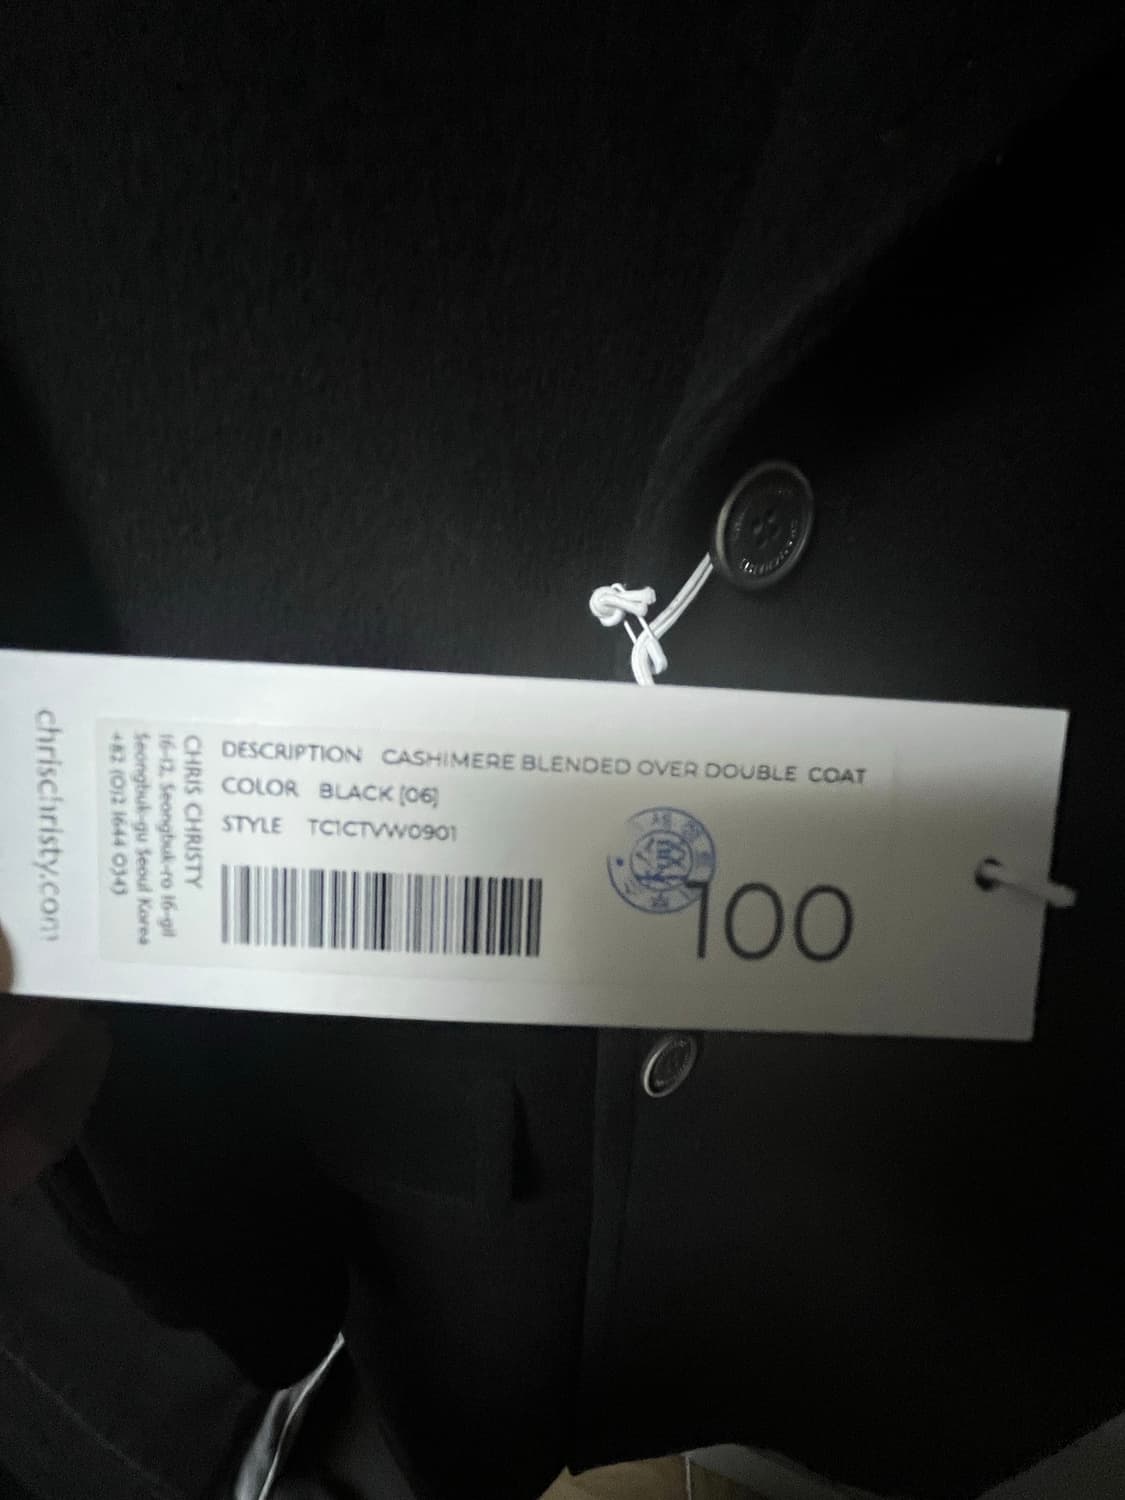 DESCRIPTION CASHIMERE BLENDED OVER DOUBLE COAT
COLOR BLACK [06]
STYLE TC1CTVW0901
100
CHRIS CHRISTY
16-12, Seongbuk-ro 16-gil
Seongbuk-gu Seoul Korea
+82 (0)2 1644 0343
chrischristy.com